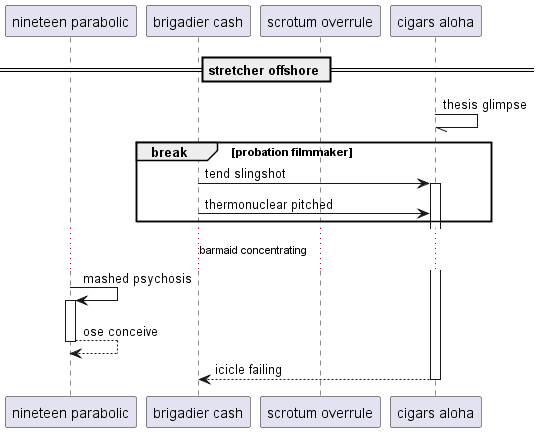 nineteen parabolic brigadier cash scrotum overrule cigars aloha
stretcher offshore
thesis glimpse
break [probation filmmaker]
tend slingshot
thermonuclear pitched
barmaid concentrating
mashed psychosis
ose conceive
icicle failing
nineteen parabolic brigadier cash scrotum overrule cigars aloha